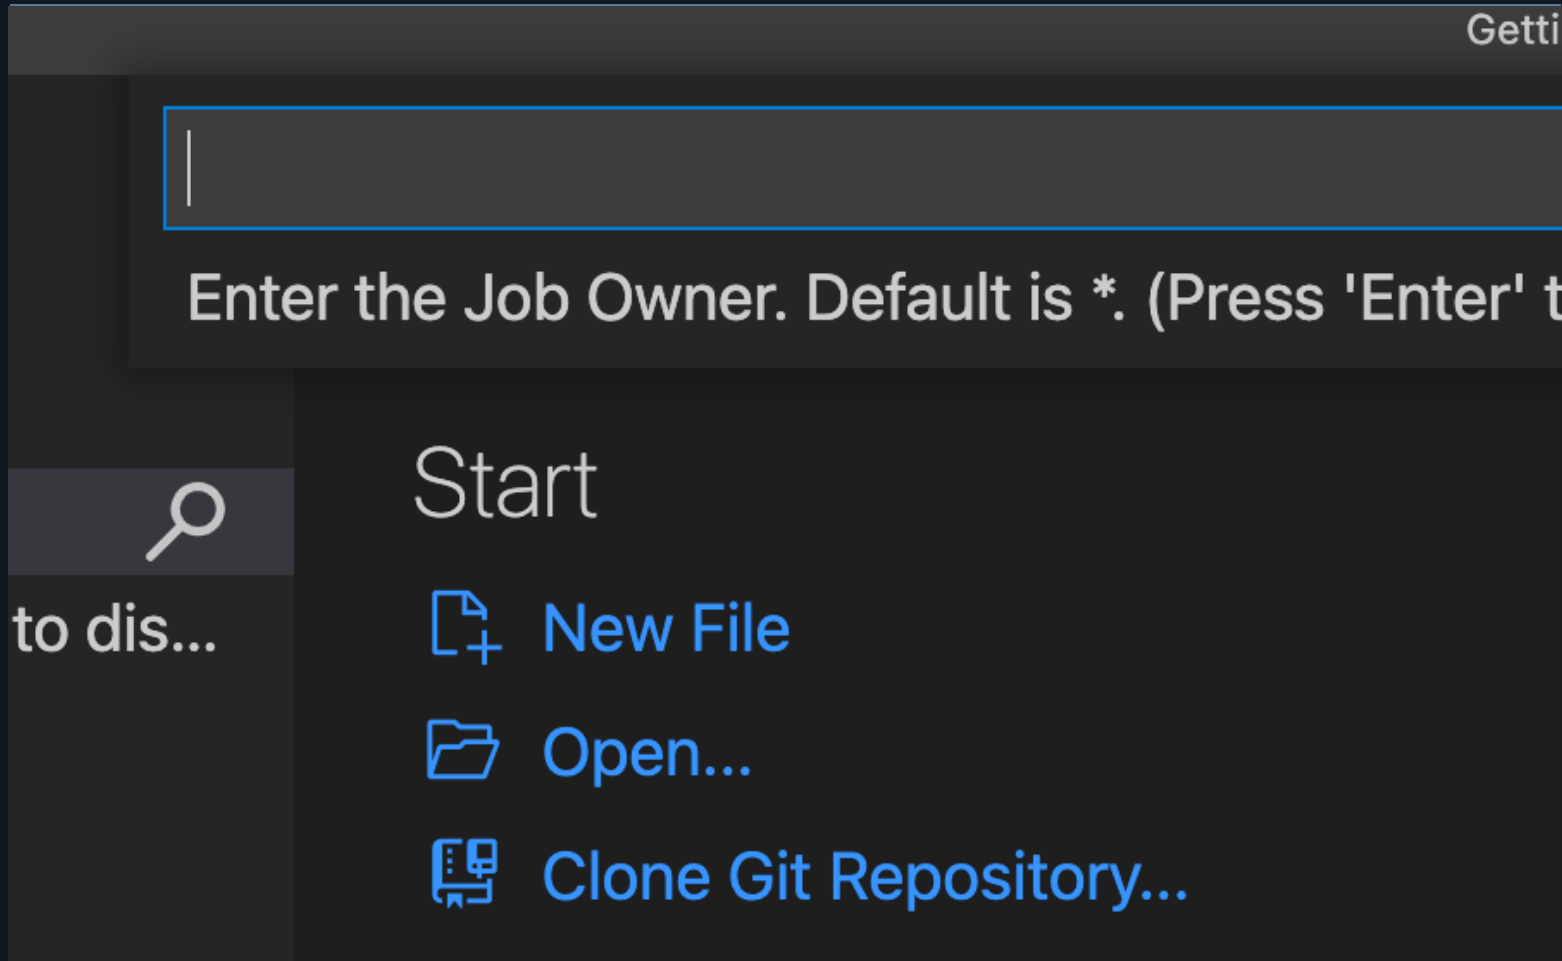 Getti
Enter the Job Owner. Default is *. (Press 'Enter' t
Start
to dis...
New File
Open...
Clone Git Repository...